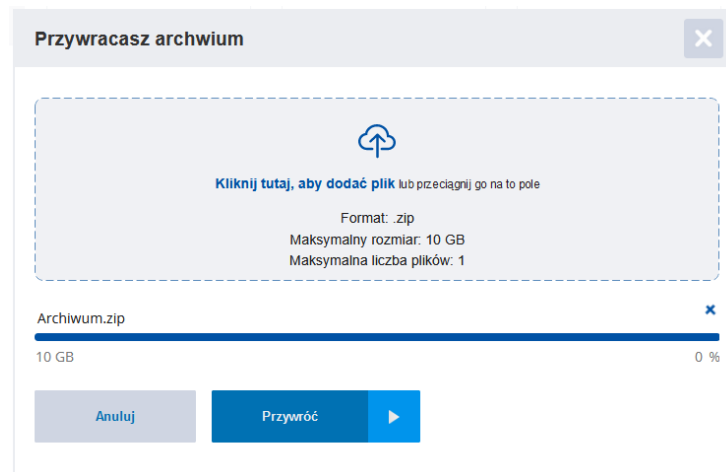 Przywracasz archwium
Kliknij tutaj, aby dodać plik lub przeciągnij go na to pole
Format: .zip
Maksymalny rozmiar: 10 GB
Maksymalna liczba plików: 1
Archiwum.zip
10 GB 0 %
Anuluj Przywróć